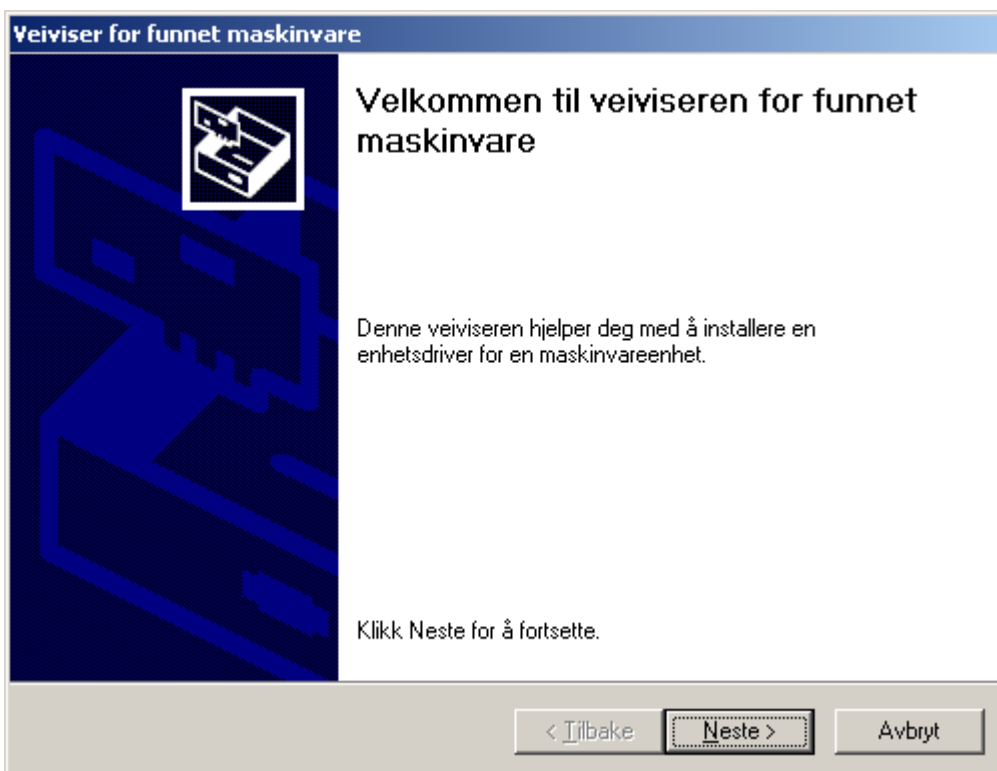 Veiviser for funnet maskinvare
Velkommen til veiviseren for funnet
maskinvare
Denne veiviseren hjelper deg med å installere en
enhetsdriver for en maskinvareenhet.
Klikk Neste for å fortsette.
< Tilbake
Neste >
Avbryt